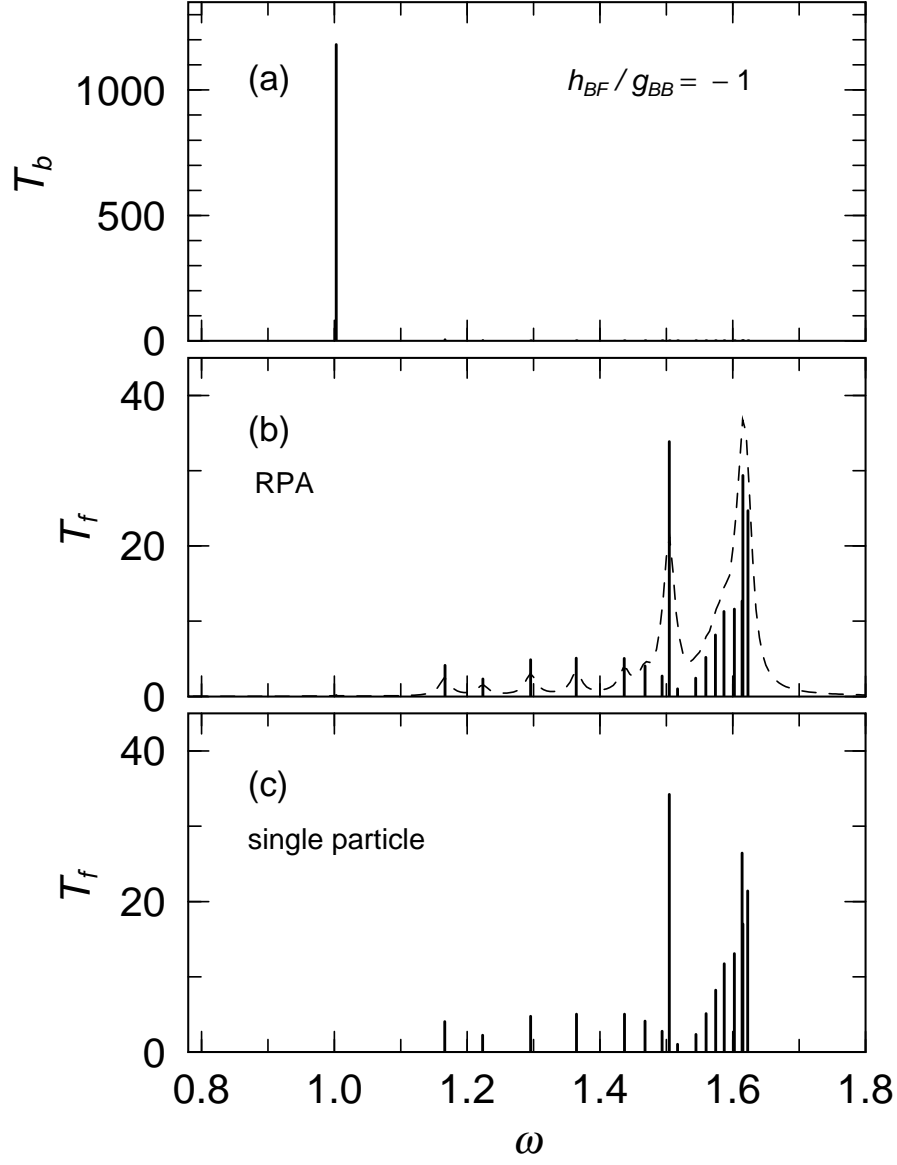 (a)
h_BF / g_BB = − 1
T_b
1000
500
0
(b)
RPA
T_f
40
20
0
(c)
single particle
T_f
40
20
0
0.8 1.0 1.2 1.4 1.6 1.8
ω